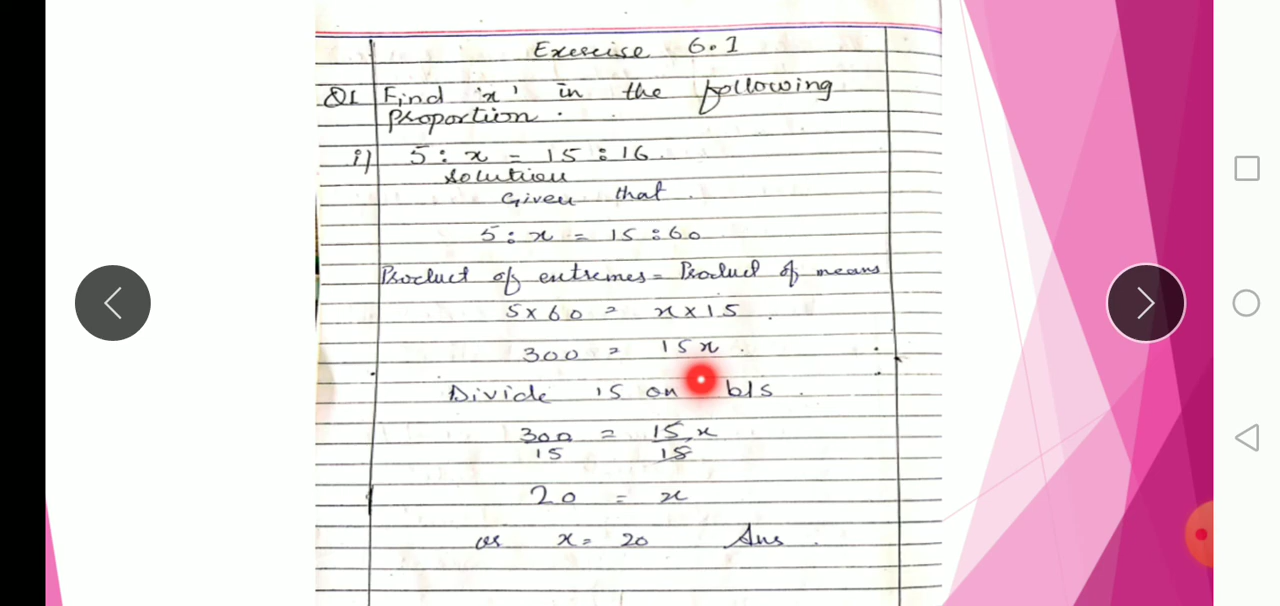 Exercise 6.1
Q1 Find 'x' in the following
proportion.
i) 5 : x = 15 : 16
Solution
Given that
5 : x = 15 : 60
Product of extremes = Product of means
5 x 60 = x x 15
300 = 15x
Divide 15 on b/s
300/15 = 15x/15
20 = x
or x = 20 Ans